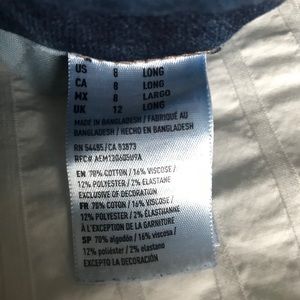 US 8 LONG
CA 8 LONG
MX 8 LARGO
UK 12 LONG
MADE IN BANGLADESH / FABRIQUÉ AU
BANGLADESH / HECHO EN BANGLADESH
RN 54485/CA 03873
RFC# AEM120605H9A
EN 70% COTTON / 16% VISCOSE /
12% POLYESTER / 2% ELASTANE
EXCLUSIVE OF DECORATION
FR 70% COTON / 16% VISCOSE /
12% POLYESTER / 2% ÉLASTHANNE
À L'EXCEPTION DE LA GARNITURE
SP 70% algodón / 16% viscosa /
12% poliéster / 2% elastano
EXCEPTO LA DECORACIÓN